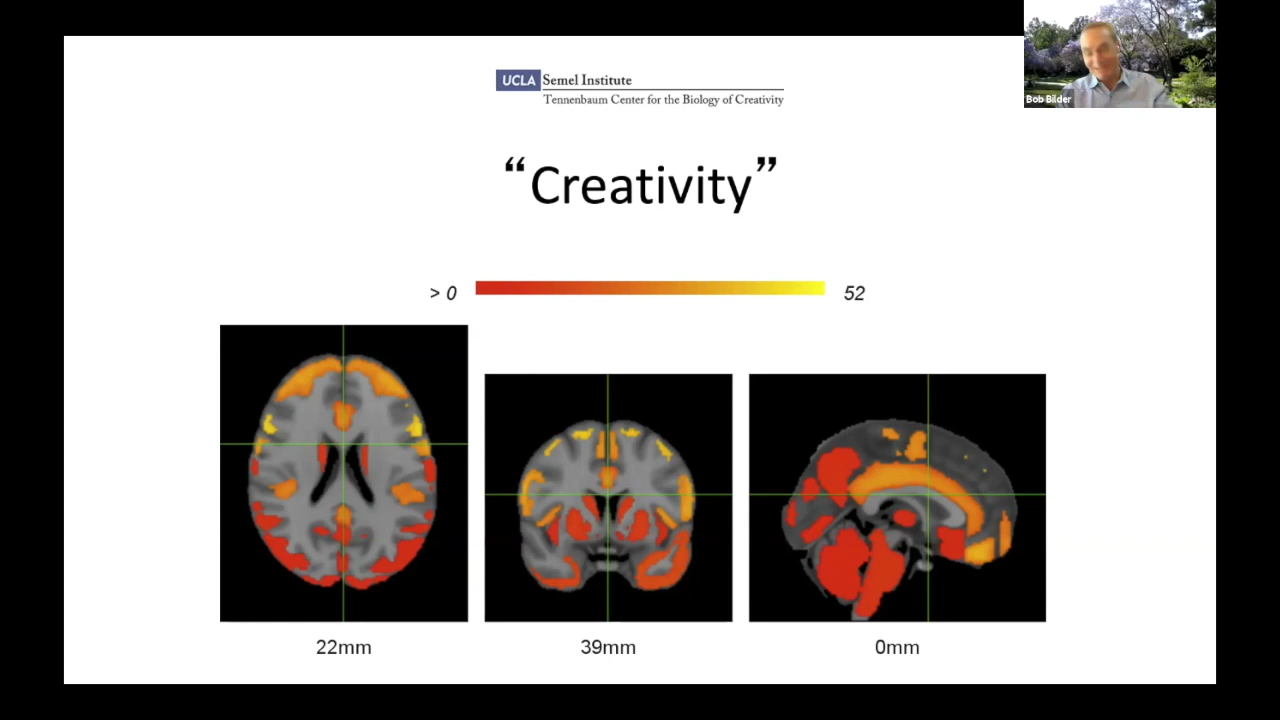 UCLA Semel Institute
Tennenbaum Center for the Biology of Creativity
Bob Bilder
“Creativity”
> 0 52
22mm 39mm 0mm